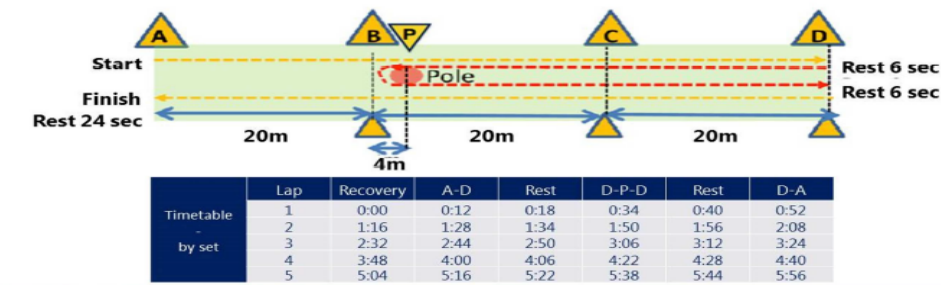 A B P C D
Start
Rest 6 sec
Pole
Rest 6 sec
Finish
Rest 24 sec
20m 20m 20m
4m
Timetable
-
by set
Lap Recovery A-D Rest D-P-D Rest D-A
1 0:00 0:12 0:18 0:34 0:40 0:52
2 1:16 1:28 1:34 1:50 1:56 2:08
3 2:32 2:44 2:50 3:06 3:12 3:24
4 3:48 4:00 4:06 4:22 4:28 4:40
5 5:04 5:16 5:22 5:38 5:44 5:56